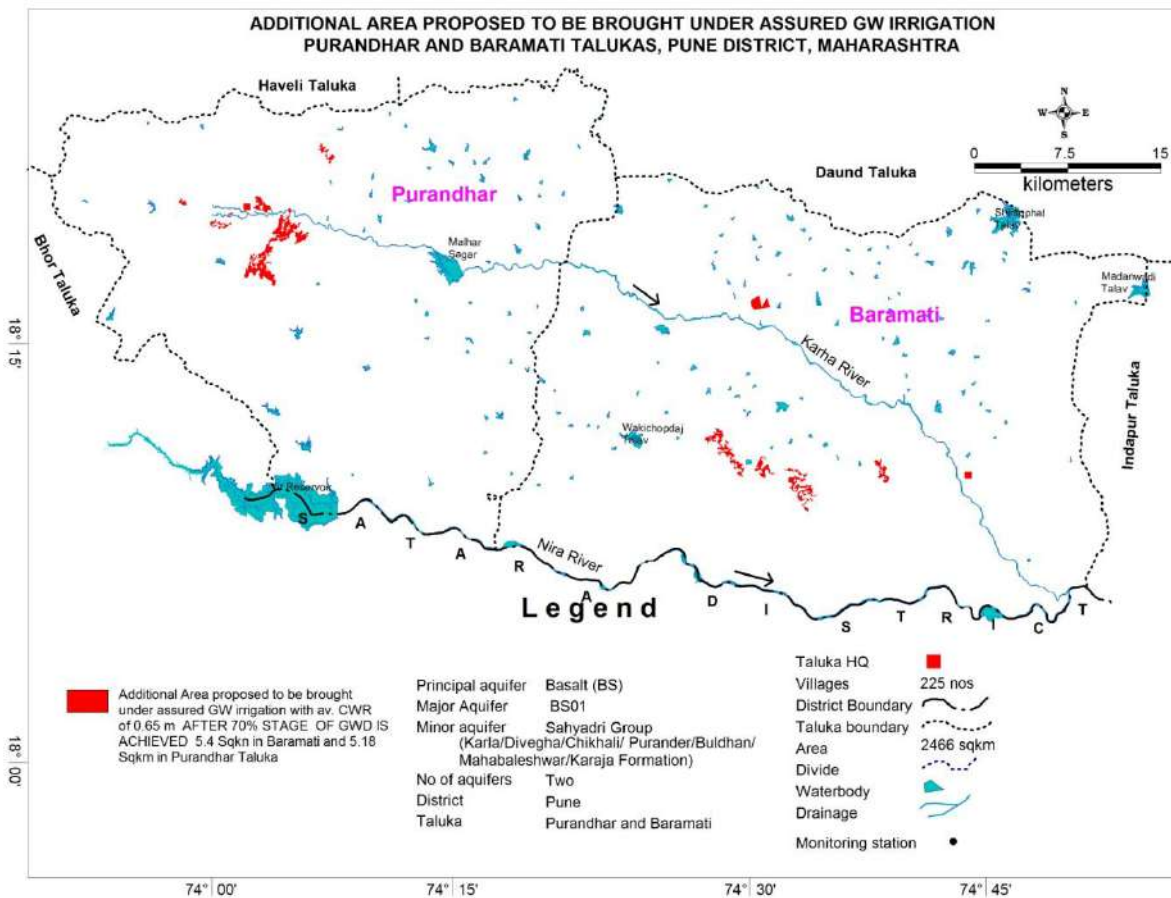 ADDITIONAL AREA PROPOSED TO BE BROUGHT UNDER ASSURED GW IRRIGATION
PURANDHAR AND BARAMATI TALUKAS, PUNE DISTRICT, MAHARASHTRA
Haveli Taluka
N
W E
S
0 7.5 15
kilometers
Daund Taluka
Purandhar
Bhor Taluka
Malhar
Sagar
Talav
Madanwadi
Talav
Baramati
18° 15'
Karha River
Indapur Taluka
Wakichopdaj
Talav
Reservoir
S A T A R A D I S T R I C T
Nira River
Legend
Additional Area proposed to be brought
under assured GW irrigation with av. CWR
of 0.65 m AFTER 70% STAGE OF GWD IS
ACHIEVED 5.4 Sqkn in Baramati and 5.18
Sqkm in Purandhar Taluka
Principal aquifer Basalt (BS)
Major Aquifer BS01
Minor aquifer Sahyadri Group
(Karla/Divegha/Chikhali/ Purander/Buldhan/
Mahabaleshwar/Karaja Formation)
No of aquifers Two
District Pune
Taluka Purandhar and Baramati
Taluka HQ
Villages 225 nos
District Boundary
Taluka boundary
Area 2466 sqkm
Divide
Waterbody
Drainage
Monitoring station
18° 00'
74° 00' 74° 15' 74° 30' 74° 45'